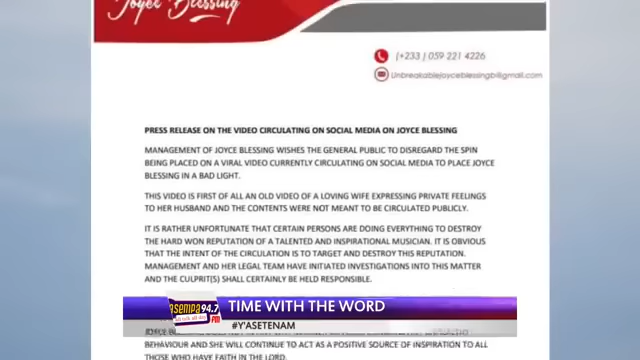 Joyce Blessing
(+233 ) 059 221 4226
Unbreakablejoyceblessingbi@gmail.com
PRESS RELEASE ON THE VIDEO CIRCULATING ON SOCIAL MEDIA ON JOYCE BLESSING
MANAGEMENT OF JOYCE BLESSING WISHES THE GENERAL PUBLIC TO DISREGARD THE SPIN
BEING PLACED ON A VIRAL VIDEO CURRENTLY CIRCULATING ON SOCIAL MEDIA TO PLACE JOYCE
BLESSING IN A BAD LIGHT.
THIS VIDEO IS FIRST OF ALL AN OLD VIDEO OF A LOVING WIFE EXPRESSING PRIVATE FEELINGS
TO HER HUSBAND AND THE CONTENTS WERE NOT MEANT TO BE CIRCULATED PUBLICLY.
IT IS RATHER UNFORTUNATE THAT CERTAIN PERSONS ARE DOING EVERYTHING TO DESTROY
THE HARD WON REPUTATION OF A TALENTED AND INSPIRATIONAL MUSICIAN. IT IS OBVIOUS
THAT THE INTENT OF THE CIRCULATION IS TO TARGET AND DESTROY THIS REPUTATION.
MANAGEMENT AND HER LEGAL TEAM HAVE INITIATED INVESTIGATIONS INTO THIS MATTER
AND THE CULPRIT(S) SHALL CERTAINLY BE HELD RESPONSIBLE.
asempa 94.7 FM
TIME WITH THE WORD
#Y'ASETENAM
BEHAVIOUR AND SHE WILL CONTINUE TO ACT AS A POSITIVE SOURCE OF INSPIRATION TO ALL
THOSE WHO HAVE FAITH IN THE LORD.